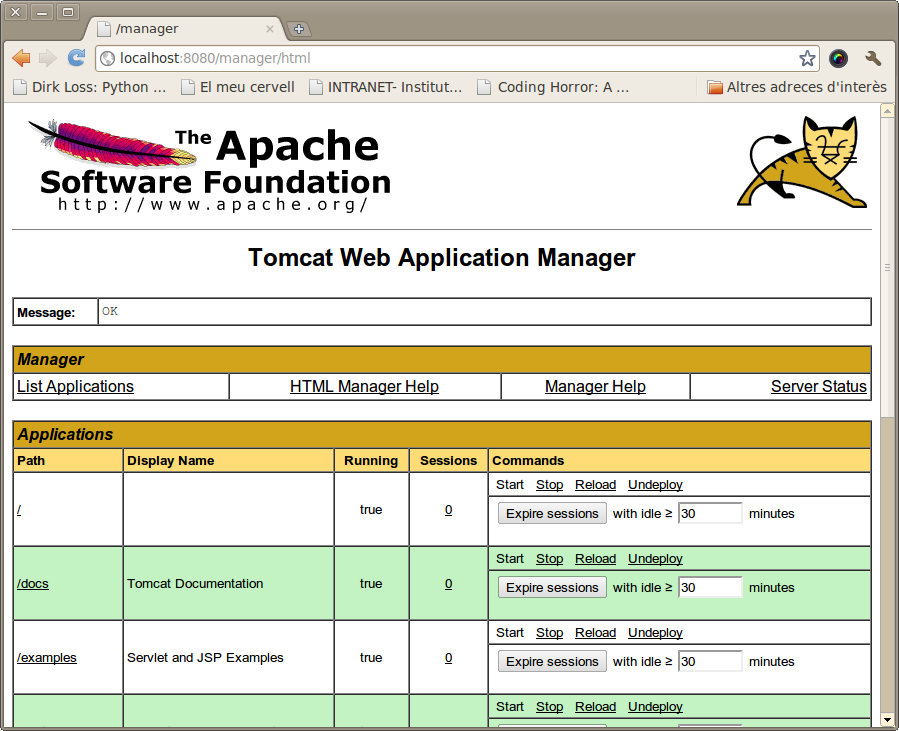 /manager
localhost:8080/manager/html
Dirk Loss: Python ... El meu cervell INTRANET- Institut... Coding Horror: A ... Altres adreces d'interès
The Apache
Software Foundation
http://www.apache.org/
Tomcat Web Application Manager
Message: OK
Manager
List Applications HTML Manager Help Manager Help Server Status
Applications
Path Display Name Running Sessions Commands
Start Stop Reload Undeploy
/ true 0
Expire sessions with idle ≥ 30 minutes
Start Stop Reload Undeploy
/docs Tomcat Documentation true 0
Expire sessions with idle ≥ 30 minutes
Start Stop Reload Undeploy
/examples Servlet and JSP Examples true 0
Expire sessions with idle ≥ 30 minutes
Start Stop Reload Undeploy